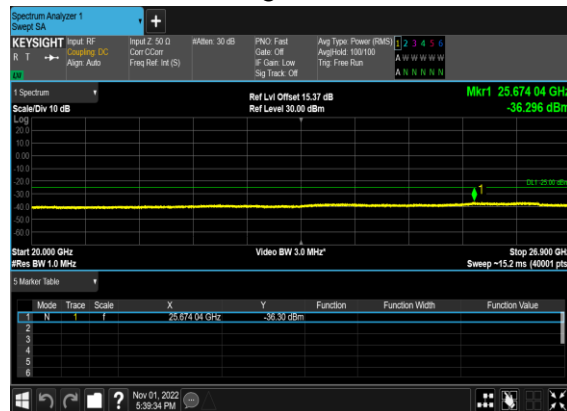 Spectrum Analyzer 1
Swept SA
+
KEYSIGHT Input: RF Input Z: 50 Ω #Atten: 30 dB PNO: Fast Avg Type: Power (RMS) 1 2 3 4 5 6
R T Coupling: DC Corr CCorr Gate: Off Avg|Hold: 100/100 A W W W W W
Align: Auto Freq Ref: Int (S) IF Gain: Low Trig: Free Run
Sig Track: Off A N N N N N
LXI
1 Spectrum Ref Lvl Offset 15.37 dB Mkr1 25.674 04 GHz
Scale/Div 10 dB Ref Level 30.00 dBm -36.296 dBm
Log
20.0
10.0
0.00
-10.0
-20.0
DL1 -25.00 dBm
1
-30.0
-40.0
-50.0
-60.0
Start 20.000 GHz Video BW 3.0 MHz* Stop 26.900 GHz
#Res BW 1.0 MHz Sweep ~15.2 ms (40001 pts)
5 Marker Table
Mode Trace Scale X Y Function Function Width Function Value
1 N 1 f 25.674 04 GHz -36.30 dBm
2
3
4
5
6
? Nov 01, 2022
5:39:34 PM